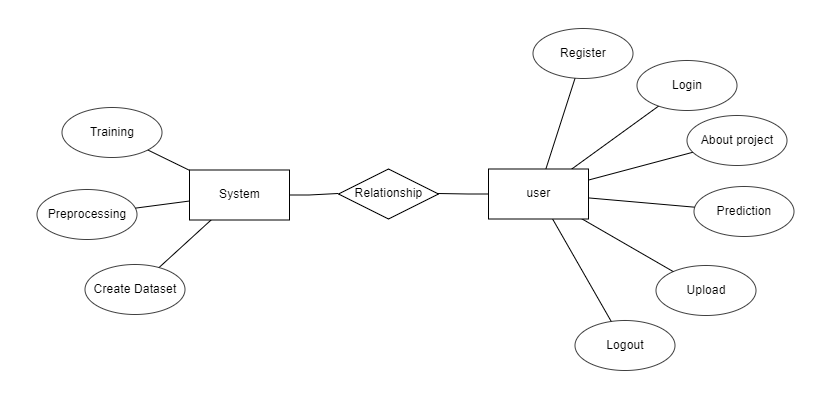 Register
Login
Training
About project
System
Relationship
user
Preprocessing
Prediction
Create Dataset
Upload
Logout